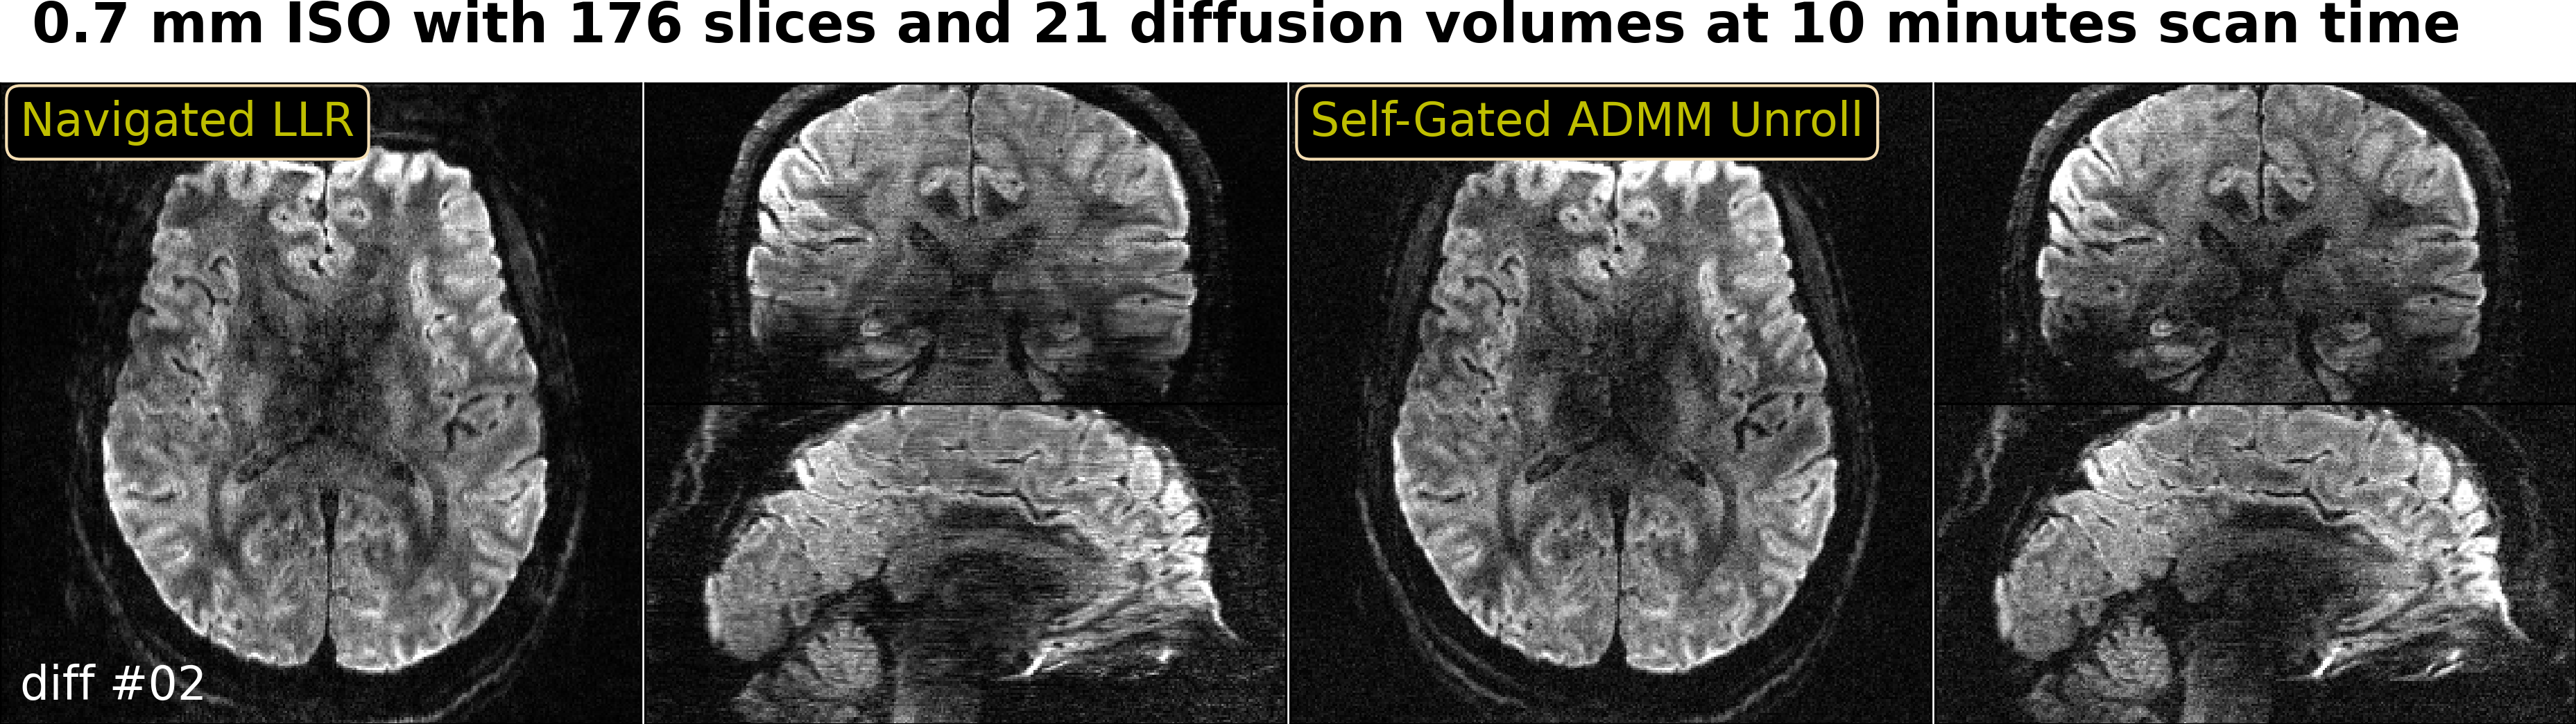 0.7 mm ISO with 176 slices and 21 diffusion volumes at 10 minutes scan time
Navigated LLR
Self-Gated ADMM Unroll
diff #02